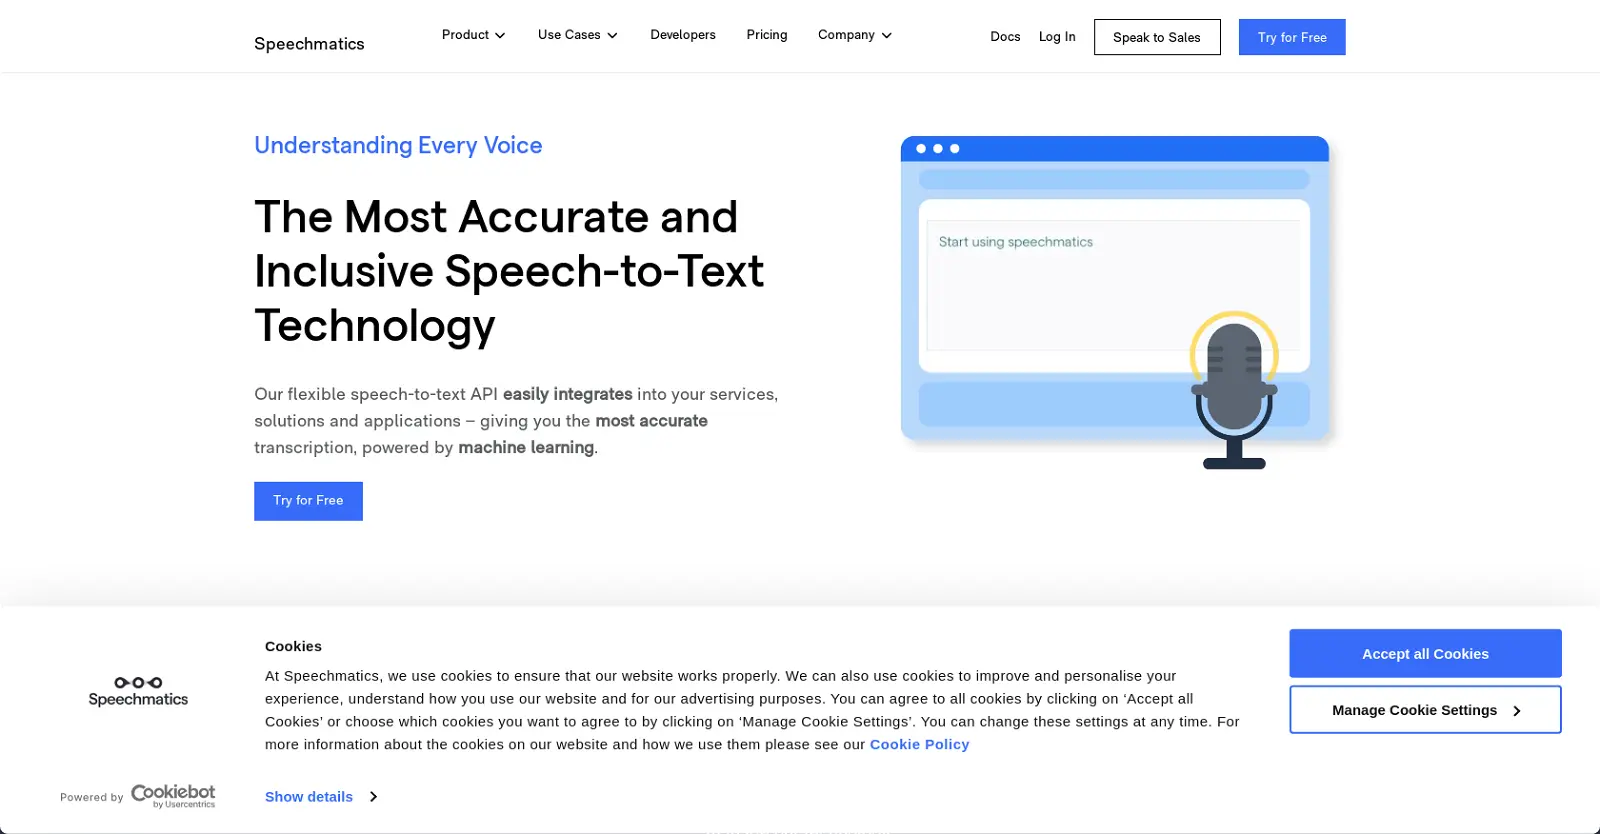 Speechmatics
Product
Use Cases
Developers
Pricing
Company
Docs
Log In
Speak to Sales
Try for Free
Understanding Every Voice
The Most Accurate and
Inclusive Speech-to-Text
Technology
Our flexible speech-to-text API easily integrates into your services,
solutions and applications – giving you the most accurate
transcription, powered by machine learning.
Try for Free
Start using speechmatics
Speechmatics
Powered by Cookiebot
by Usercentrics
Cookies
At Speechmatics, we use cookies to ensure that our website works properly. We can also use cookies to improve and personalise your
experience, understand how you use our website and for our advertising purposes. You can agree to all cookies by clicking on ‘Accept all
Cookies’ or choose which cookies you want to agree to by clicking on ‘Manage Cookie Settings’. You can change these settings at any time. For
more information about the cookies on our website and how we use them please see our Cookie Policy
Show details
Accept all Cookies
Manage Cookie Settings